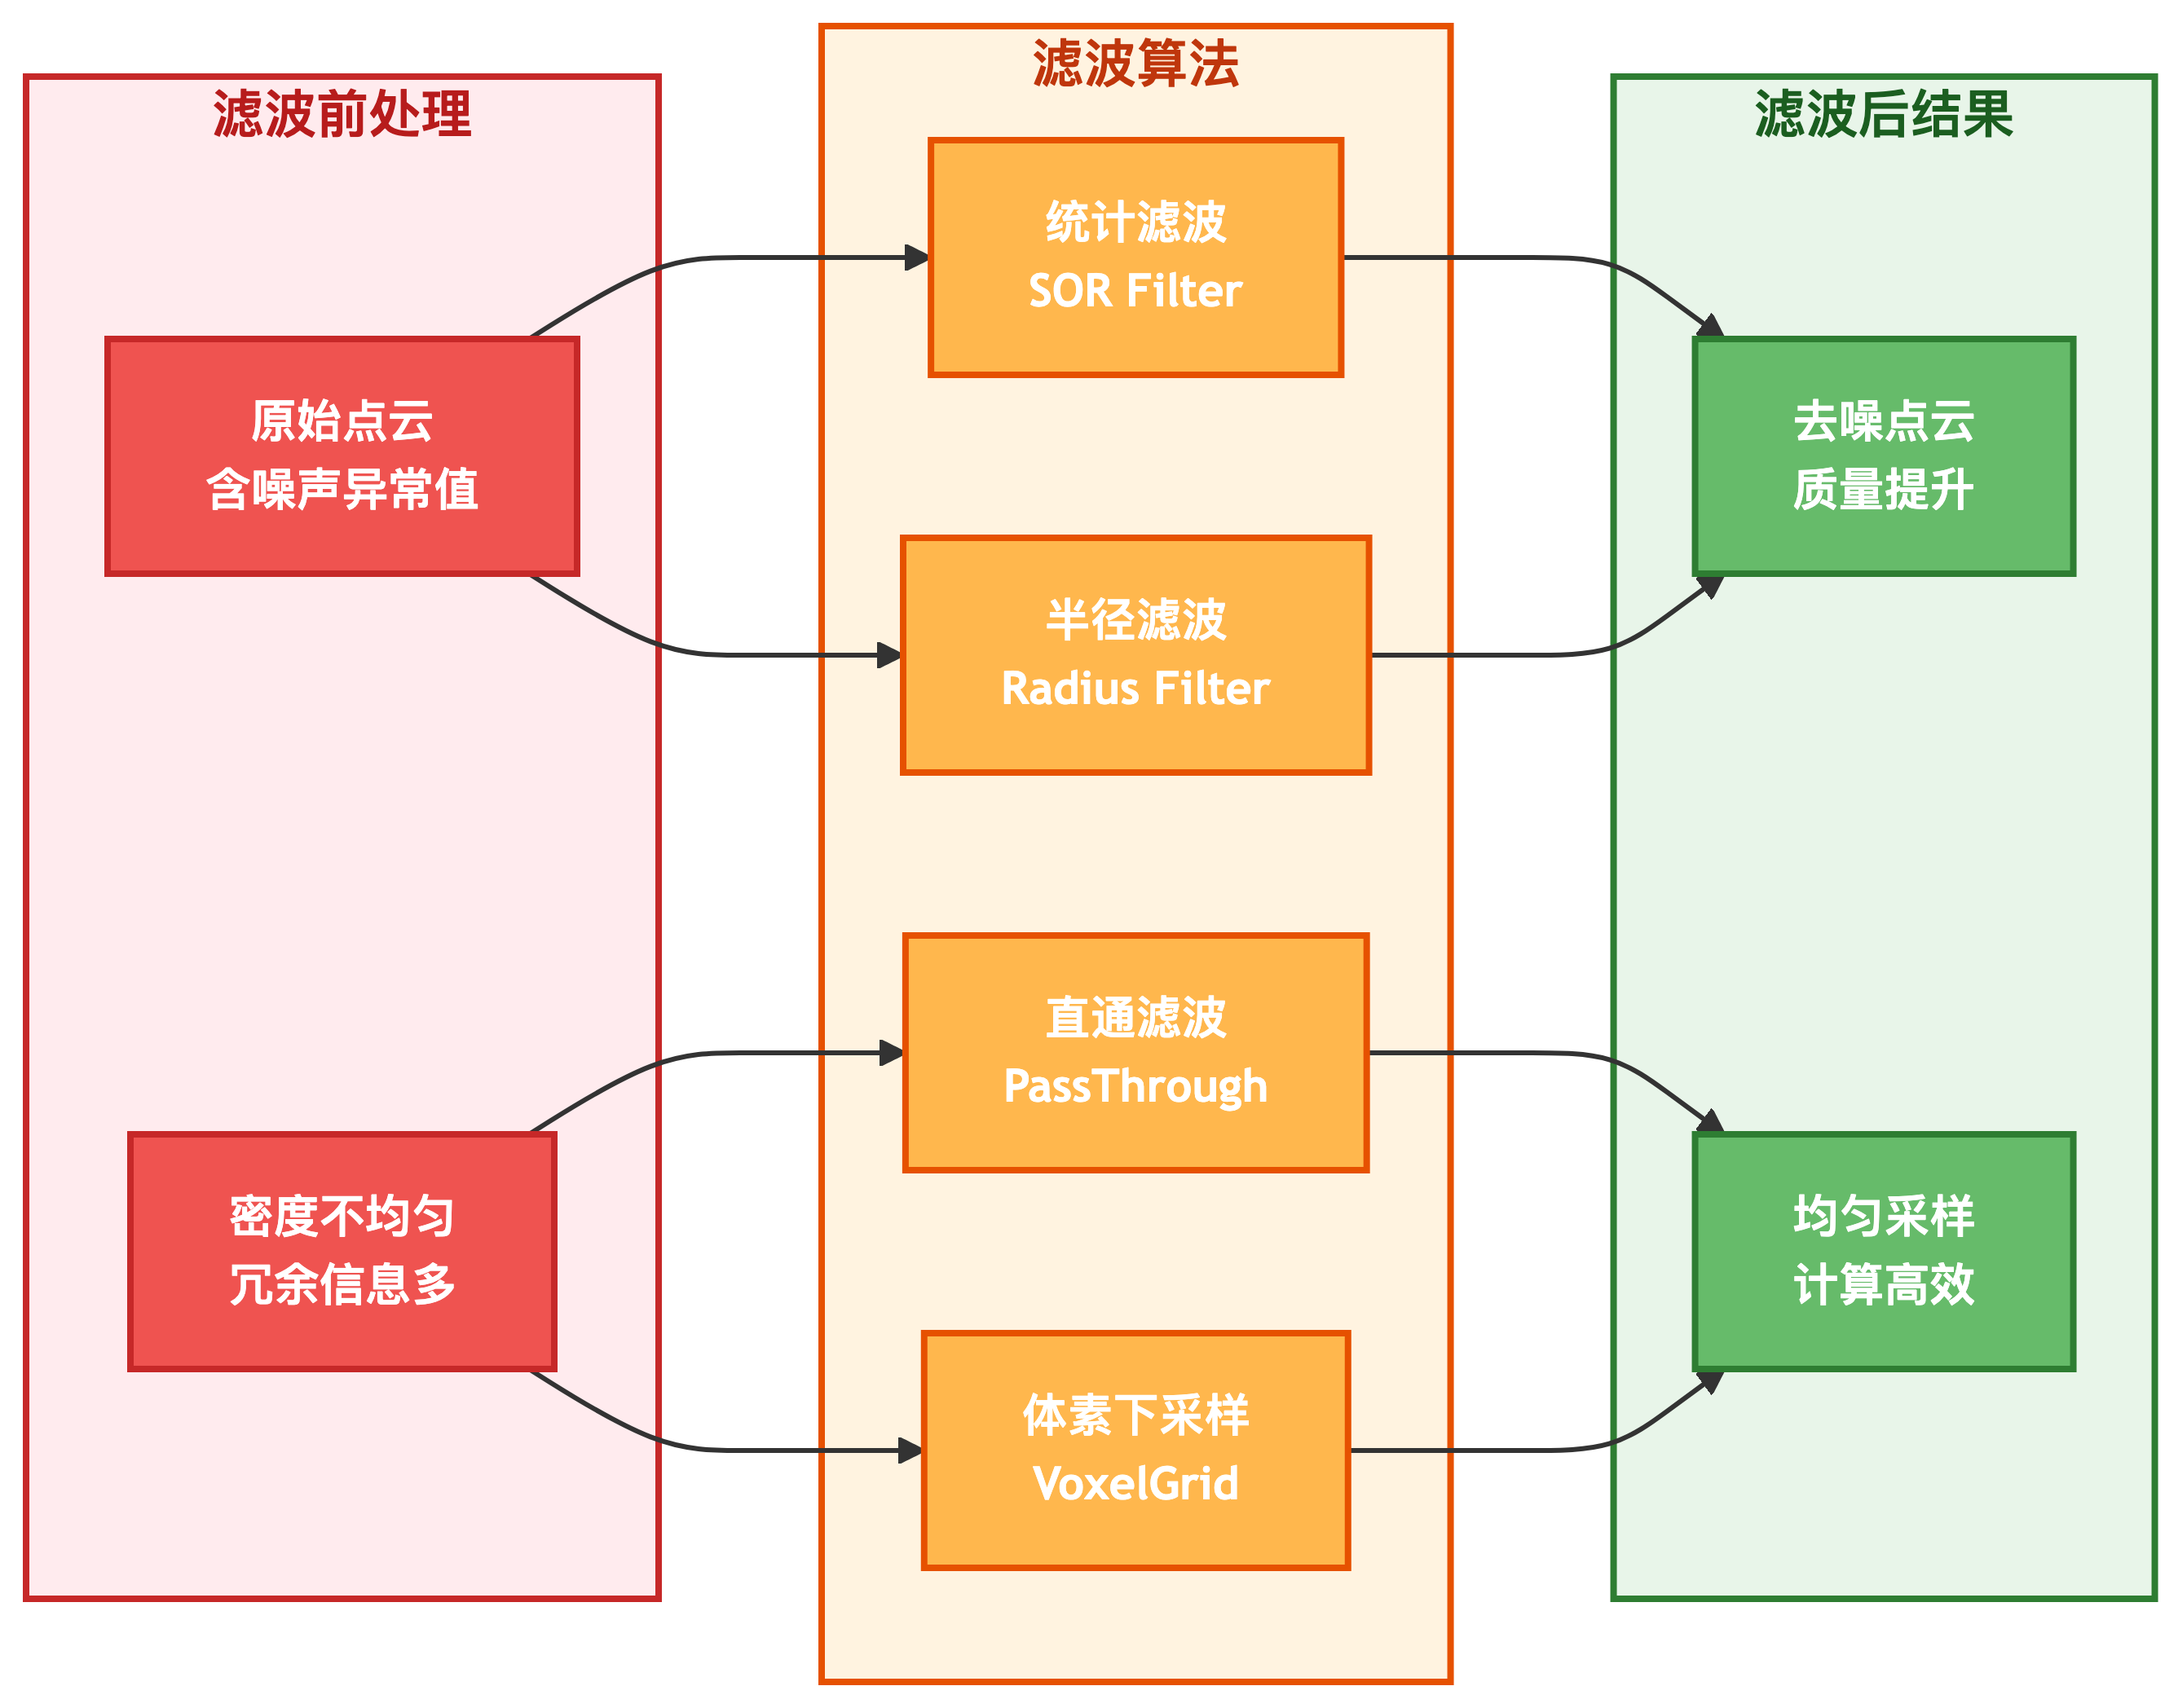 滤波前处理
原始点云
含噪声异常值
密度不均匀
冗余信息多
滤波算法
统计滤波
SOR Filter
半径滤波
Radius Filter
直通滤波
PassThrough
体素下采样
VoxelGrid
滤波后结果
去噪点云
质量提升
均匀采样
计算高效